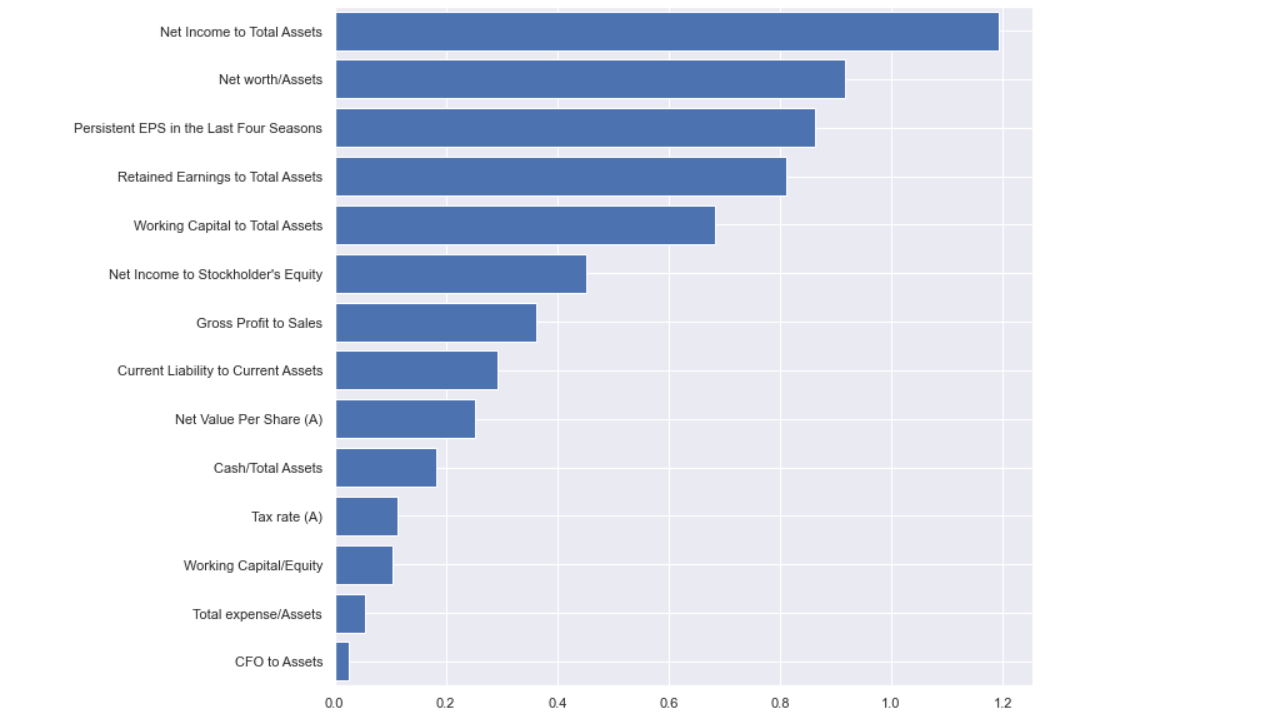 Net Income to Total Assets
Net worth/Assets
Persistent EPS in the Last Four Seasons
Retained Earnings to Total Assets
Working Capital to Total Assets
Net Income to Stockholder's Equity
Gross Profit to Sales
Current Liability to Current Assets
Net Value Per Share (A)
Cash/Total Assets
Tax rate (A)
Working Capital/Equity
Total expense/Assets
CFO to Assets
0.0 0.2 0.4 0.6 0.8 1.0 1.2